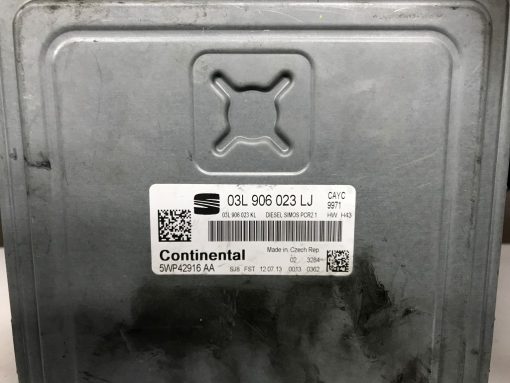 03L 906 023 LJ CAYC
9971
03L 906 023 KL DIESEL SIMOS PCR2 1 HW H43
Continental Made in Czech Rep
02 3284
5WP42916 AA SJ8 FST 12.07.13 0013 0362